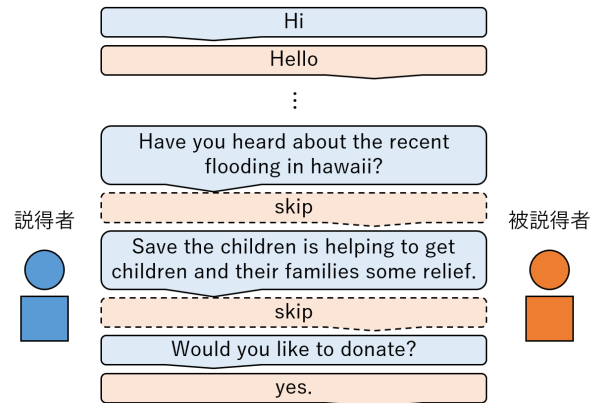 Hi
Hello
⋮
Have you heard about the recent
flooding in hawaii?
skip
説得者
被説得者
Save the children is helping to get
children and their families some relief.
skip
Would you like to donate?
yes.